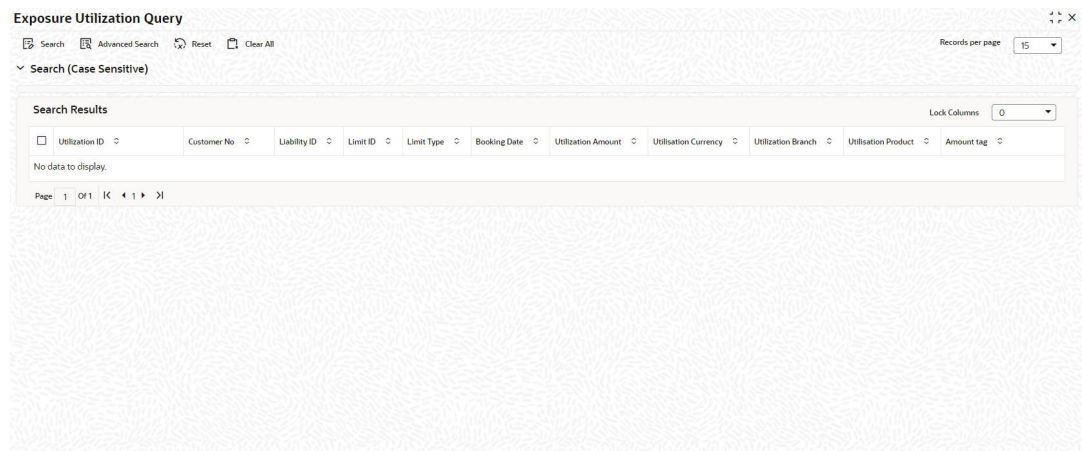 Exposure Utilization Query
Search Advanced Search Reset Clear All Records per page 15
Search (Case Sensitive)
Search Results
Lock Columns 0
Utilization ID Customer No Liability ID Limit ID Limit Type Booking Date Utilization Amount Utilisation Currency Utilization Branch Utilisation Product Amount tag
No data to display.
Page 1 Of 1 1